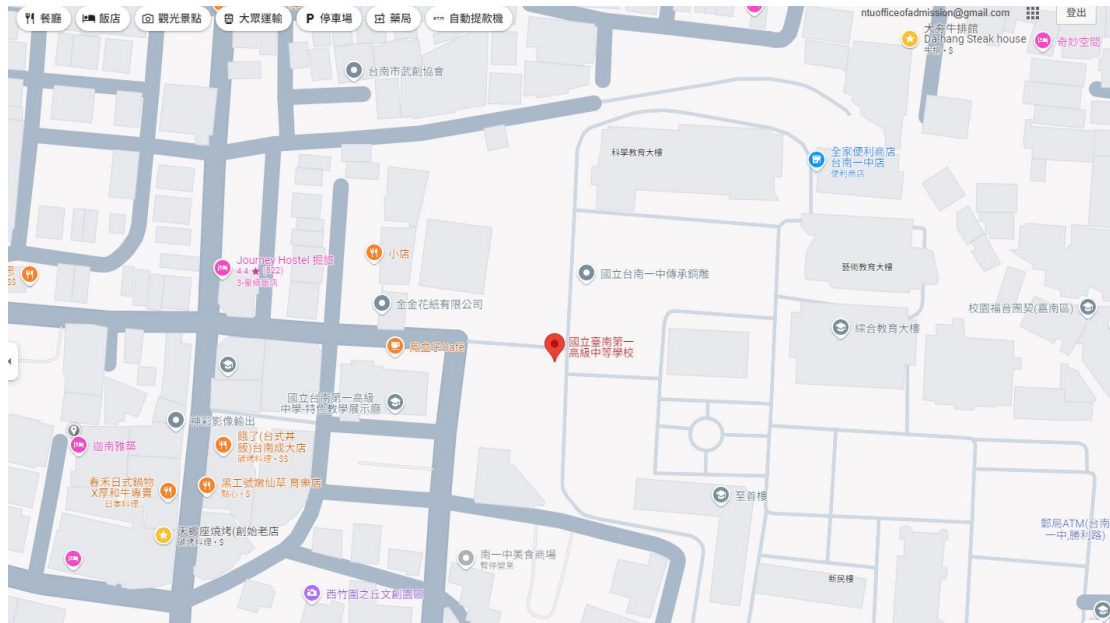 餐廳
飯店
觀光景點
大眾運輸
P 停車場
藥局
ATM 自動提款機
ntuofficeofadmission@gmail.com
登出
大夯牛排館
Da-hang Steak house
牛排・$
奇妙空間
台南市武創協會
科學教育大樓
全家便利商店
台南一中店
便利商店
Journey Hostel 掘旅
4.4 ★ (822)
3-星級飯店
小店
國立台南一中傳承銅雕
藝術教育大樓
$$
金金花紙有限公司
校園福音團契(嘉南區)
綜合教育大樓
國立臺南第一
高級中等學校
國立台南第一高級
中學-特色教學展示廳
神彩影像輸出
迦南雅築
餓了(台式丼
飯)台南成大店
碳烤料理・$$
春禾日式鍋物
X厚和牛專賣
日本料理
黑工號嫩仙草 育樂店
點心・$
至善樓
天蠍座燒烤(創始老店
碳烤料理・$
郵局ATM(台南
一中,勝利路)
南一中美食商場
暫停營業
新民樓
西竹圍之丘文創園區